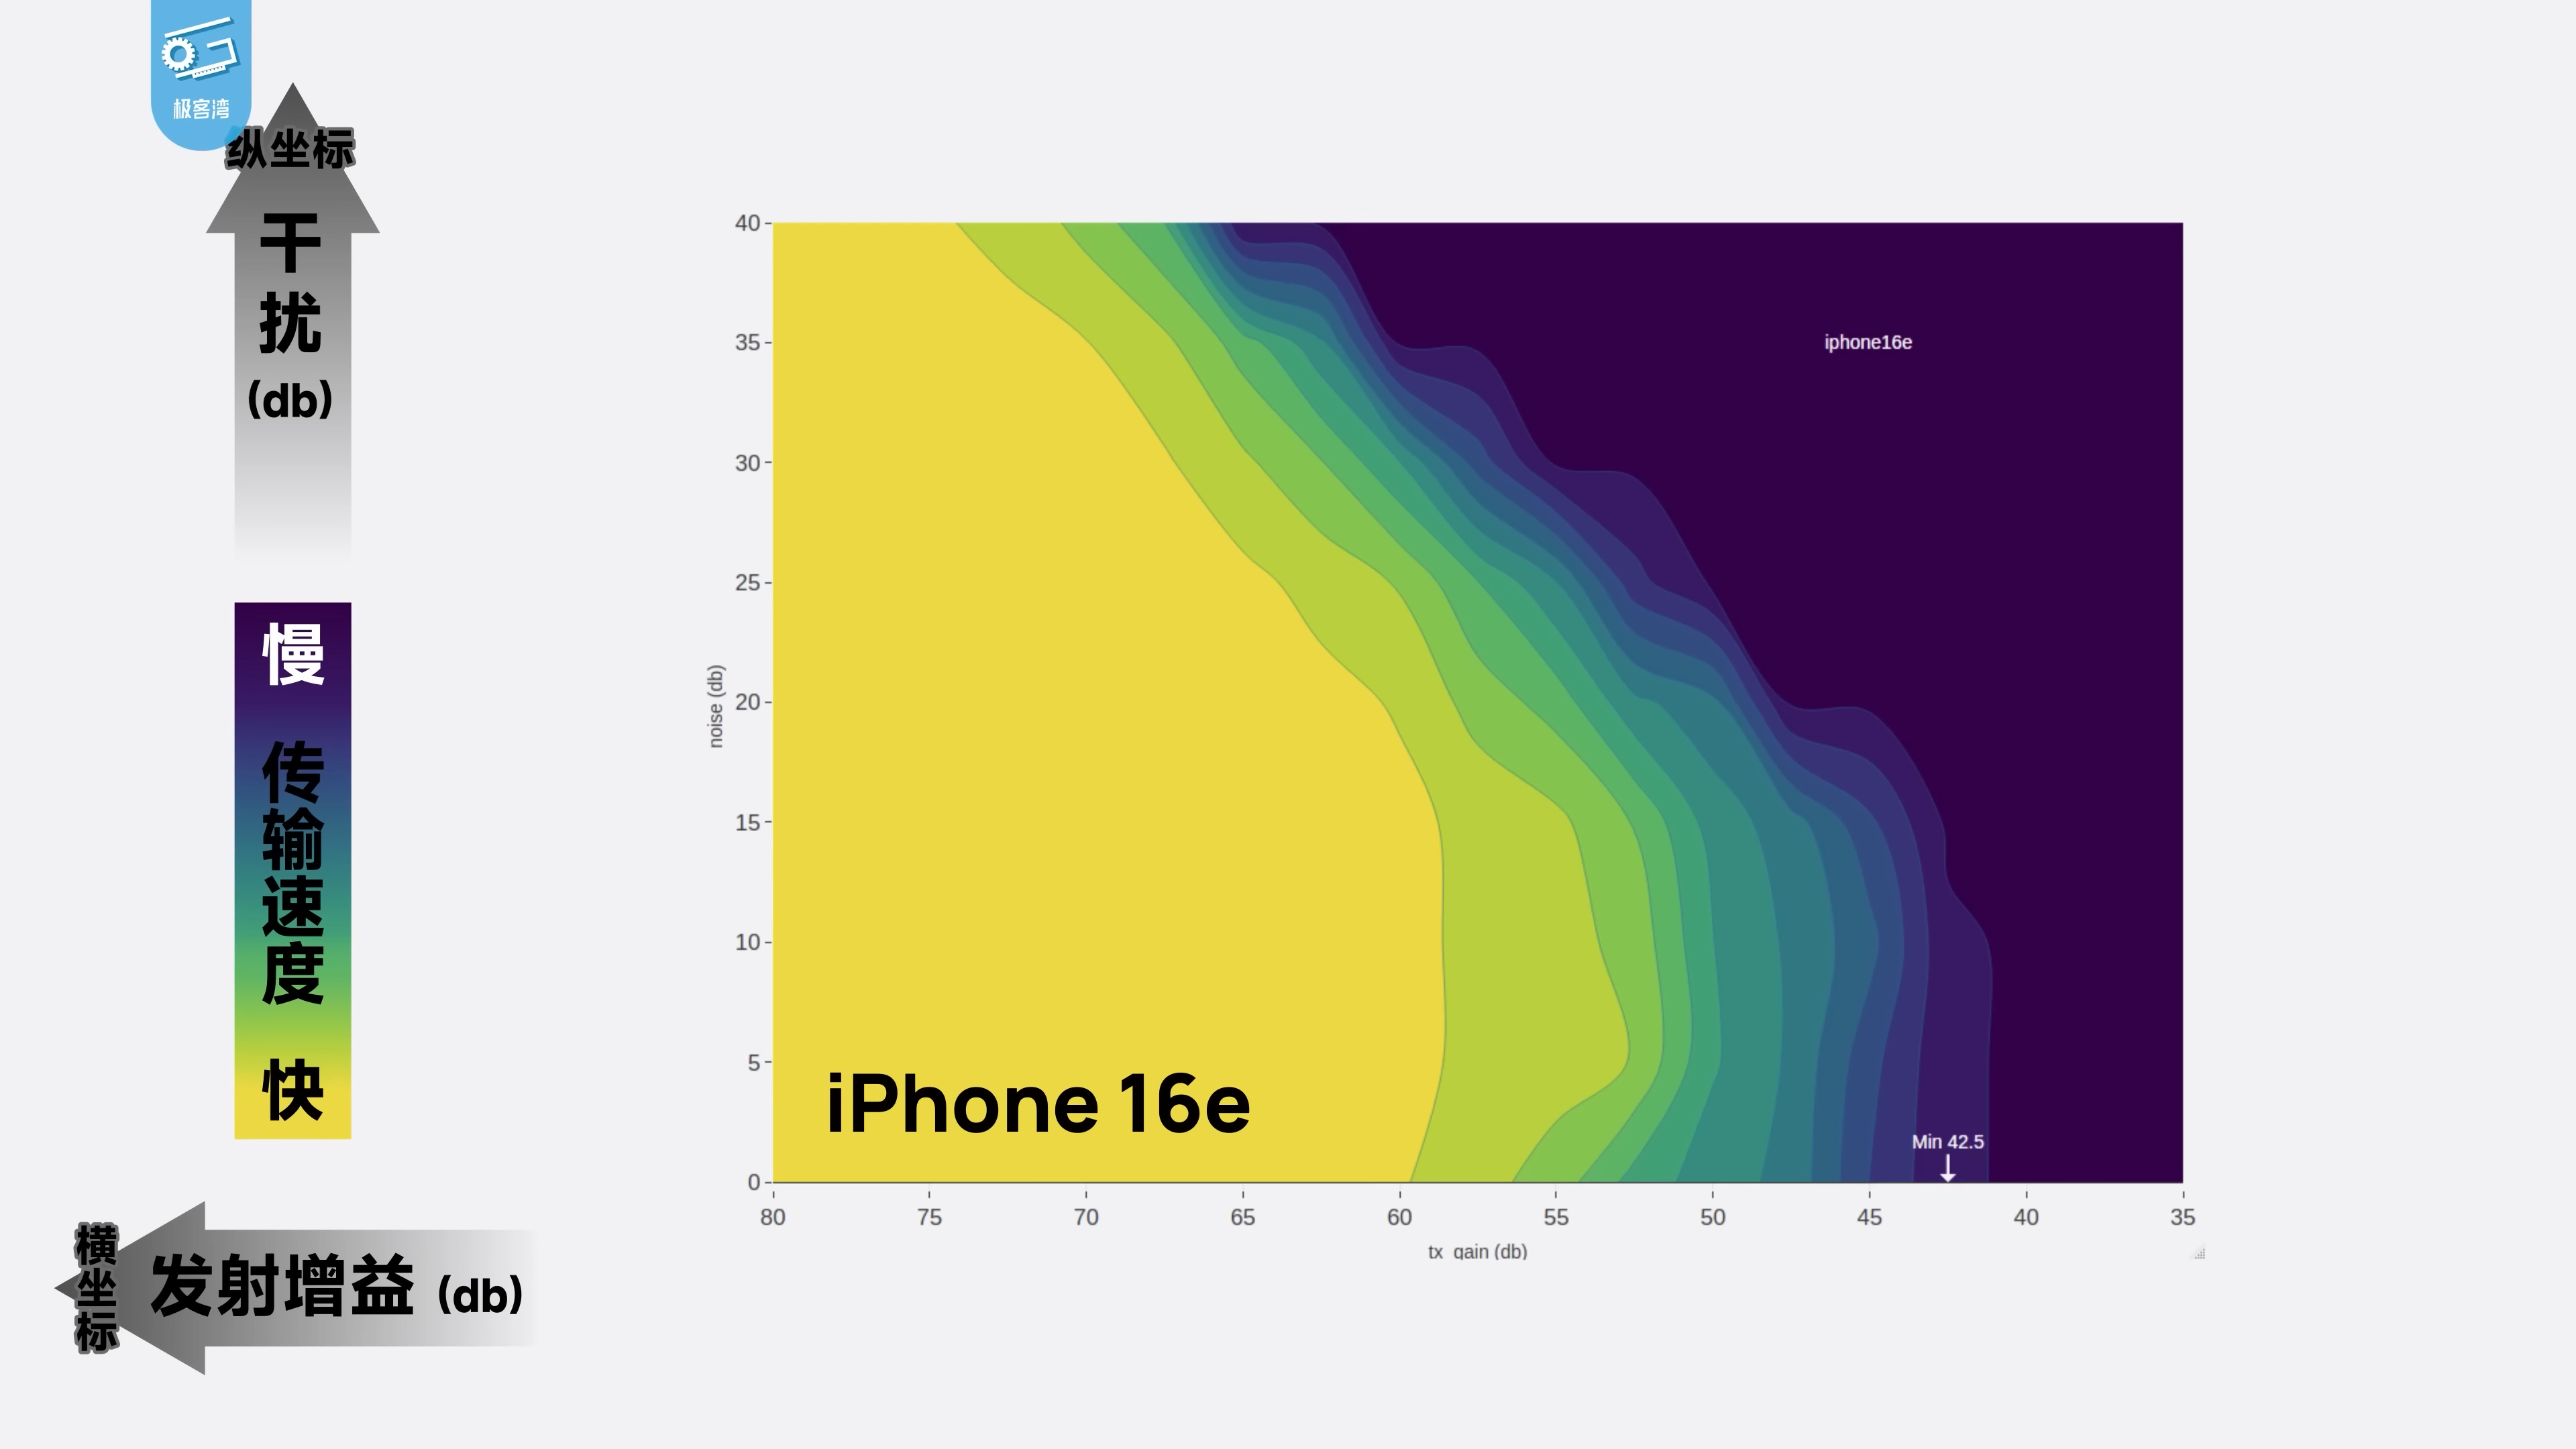 极客湾
纵坐标
干扰
(db)
慢
传输速度
快
横坐标
发射增益 (db)
40
35
30
25
20
15
10
5
0
noise (db)
iphone16e
iPhone 16e
Min 42.5
80 75 70 65 60 55 50 45 40 35
tx_gain (db)